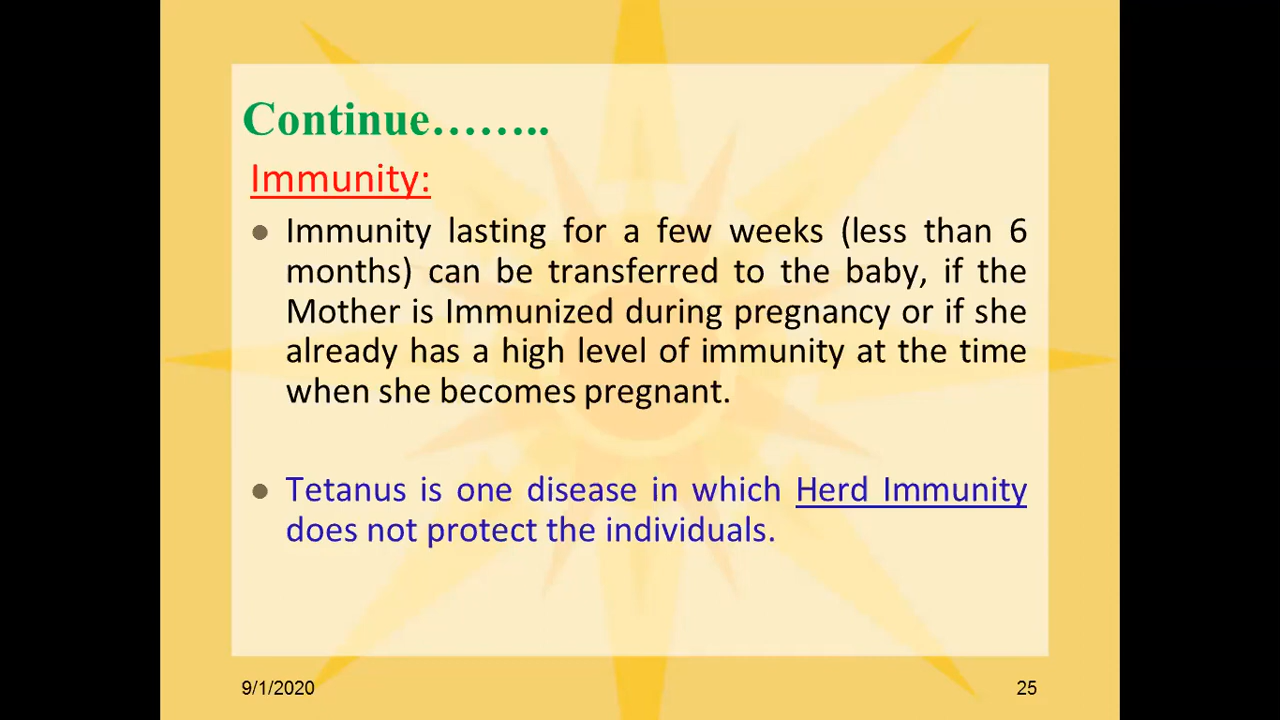 Continue……..
Immunity:
● Immunity lasting for a few weeks (less than 6
months) can be transferred to the baby, if the
Mother is Immunized during pregnancy or if she
already has a high level of immunity at the time
when she becomes pregnant.
● Tetanus is one disease in which Herd Immunity
does not protect the individuals.
9/1/2020 25